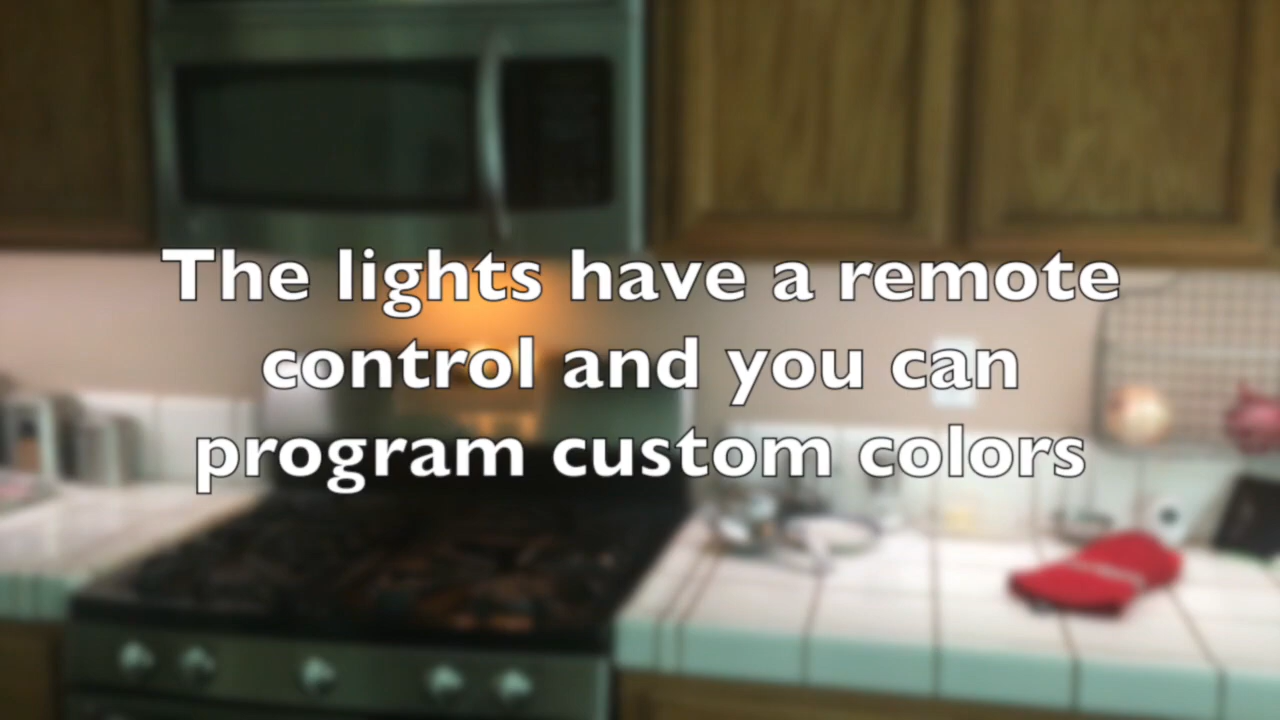 The lights have a remote
control and you can
program custom colors